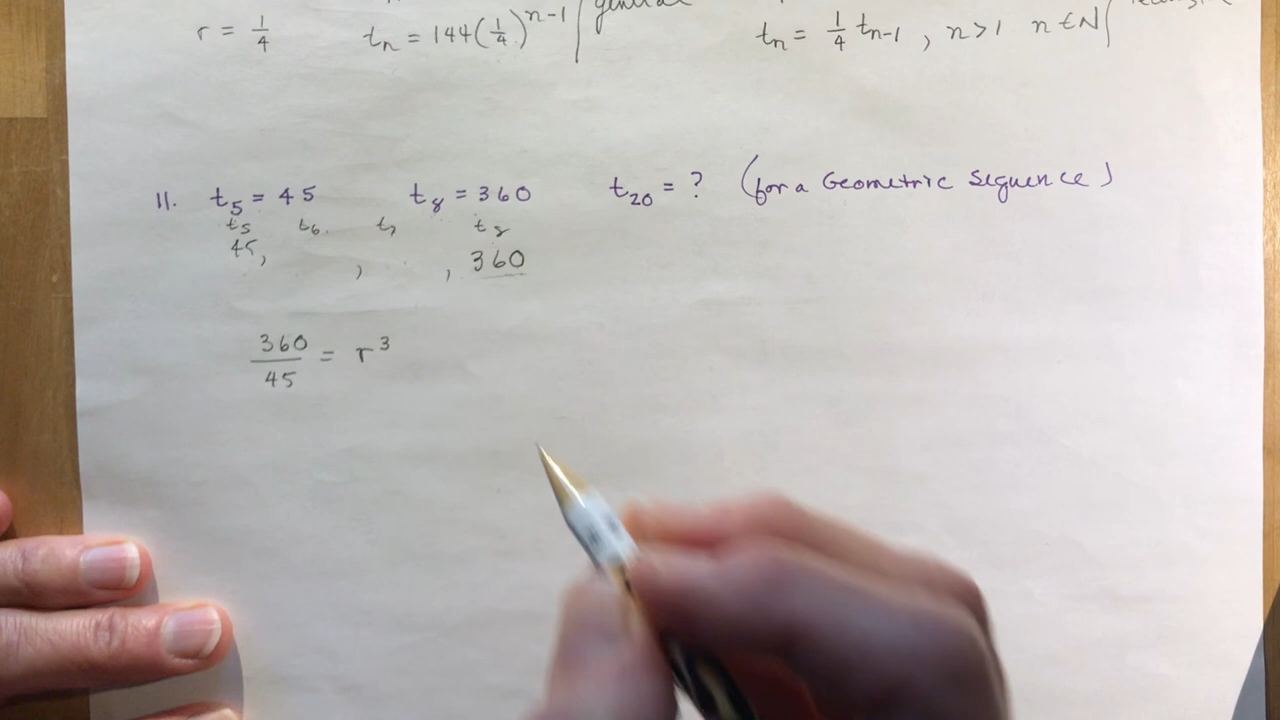 general
r = 1/4 tn = 144(1/4)^n-1 tn = 1/4 tn-1 , n>1 n∈N
11. t5 = 45 t8 = 360 t20 = ? (for a Geometric Sequence)
t5 t6 t7 t8
45, , , 360
360/45 = r^3